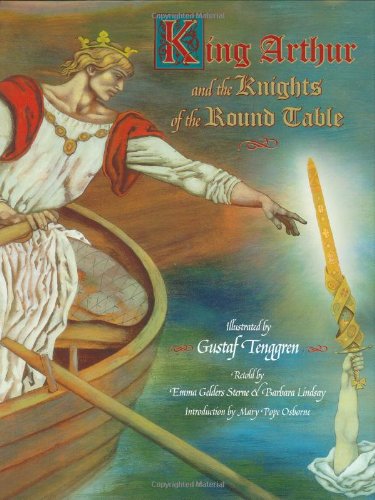 King Arthur
and the Knights
of the Round Table
Illustrated by
Gustaf Tenggren
Retold by
Emma Gelders Sterne & Barbara Lindsay
Introduction by Mary Pope Osborne